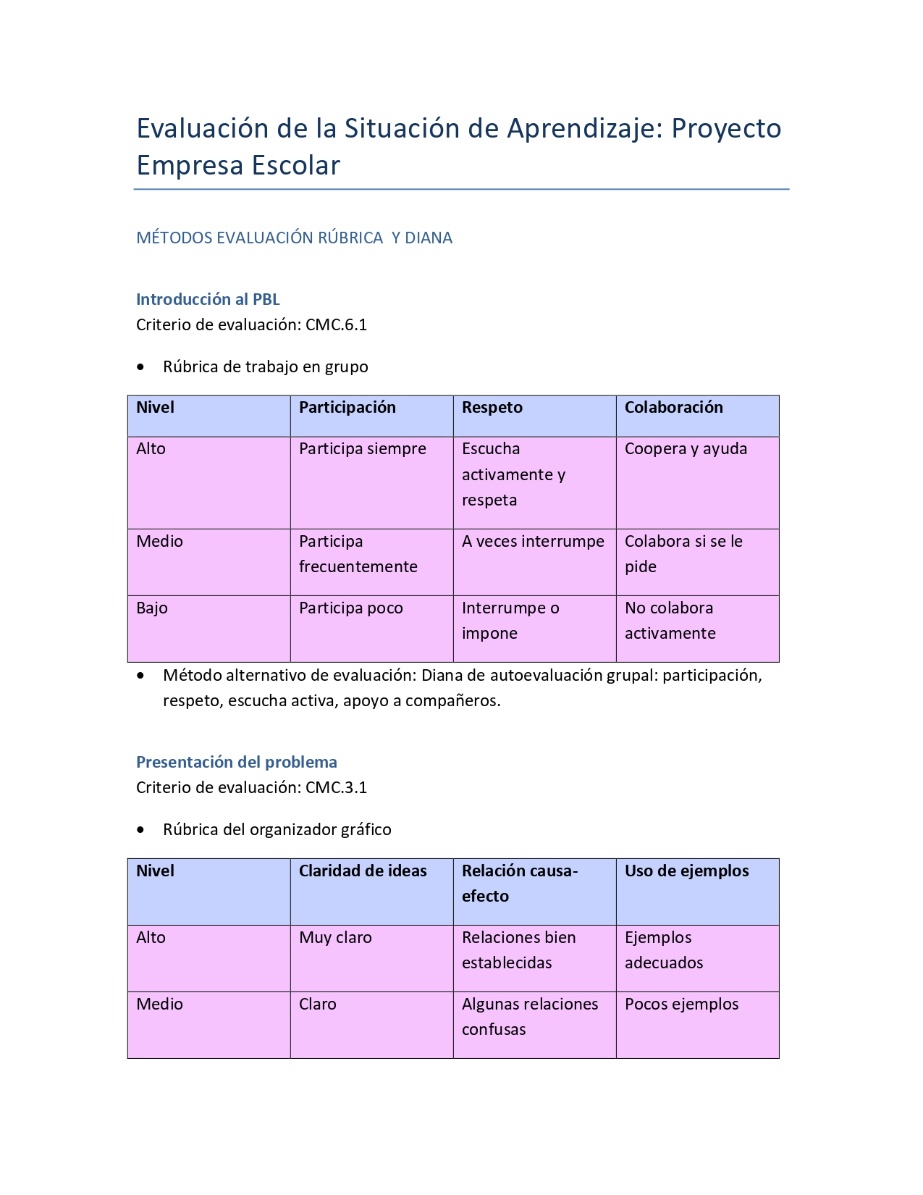 Evaluación de la Situación de Aprendizaje: Proyecto
Empresa Escolar
MÉTODOS EVALUACIÓN RÚBRICA Y DIANA
Introducción al PBL
Criterio de evaluación: CMC.6.1
• Rúbrica de trabajo en grupo
Nivel Participación Respeto Colaboración
Alto Participa siempre Escucha Coopera y ayuda
activamente y
respeta
Medio Participa A veces interrumpe Colabora si se le
frecuentemente pide
Bajo Participa poco Interrumpe o No colabora
impone activamente
• Método alternativo de evaluación: Diana de autoevaluación grupal: participación,
respeto, escucha activa, apoyo a compañeros.
Presentación del problema
Criterio de evaluación: CMC.3.1
• Rúbrica del organizador gráfico
Nivel Claridad de ideas Relación causa- Uso de ejemplos
efecto
Alto Muy claro Relaciones bien Ejemplos
establecidas adecuados
Medio Claro Algunas relaciones Pocos ejemplos
confusas